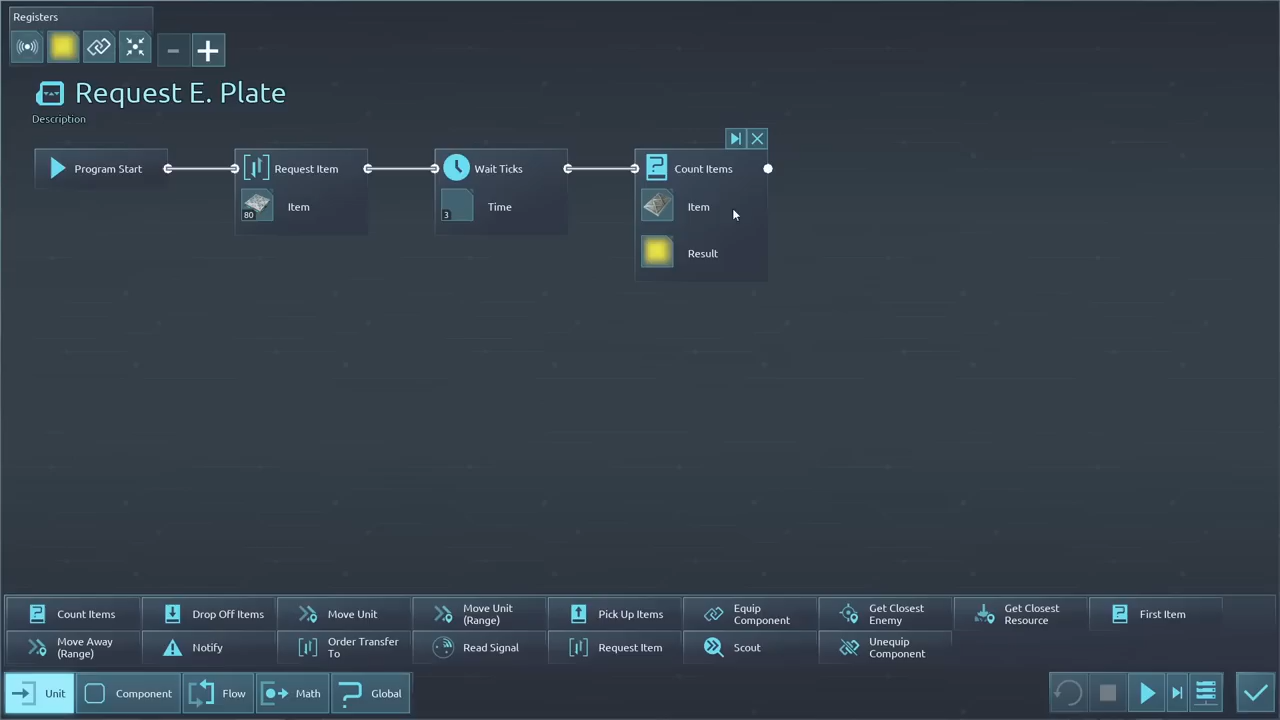 Registers
Request E. Plate
Description
Program Start
Request Item
Wait Ticks
Count Items
80
Item
3
Time
Item
Result
Count Items
Drop Off Items
Move Unit
Move Unit
(Range)
Pick Up Items
Equip
Component
Get Closest
Enemy
Get Closest
Resource
First Item
Move Away
(Range)
Notify
Order Transfer
To
Read Signal
Request Item
Scout
Unequip
Component
Unit
Component
Flow
Math
Global